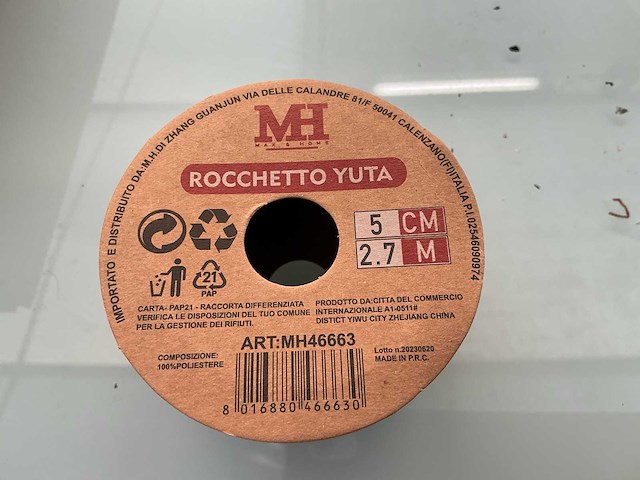 IMPORTATO E DISTRIBUITO DA:M.H.DI ZHANG GUANJUN VIA DELLE CALANDRE 81/F 50041 CALENZANO(FI)ITALIA P.I.02546090974
MH
MAX & HOME
ROCCHETTO YUTA
5 CM
2.7 M
21
PAP
CARTA- PAP21 - RACCORTA DIFFERENZIATA
VERIFICA LE DISPOSIZIONI DEL TUO COMUNE
PER LA GESTIONE DEI RIFIUTI.
PRODOTTO DA:CITTA DEL COMMERCIO
INTERNAZIONALE A1-0511#
DISTICT YIWU CITY ZHEJIANG CHINA
ART:MH46663
COMPOSIZIONE:
100%POLIESTERE
Lotto n.20230620
MADE IN P.R.C.
8 016880 466630